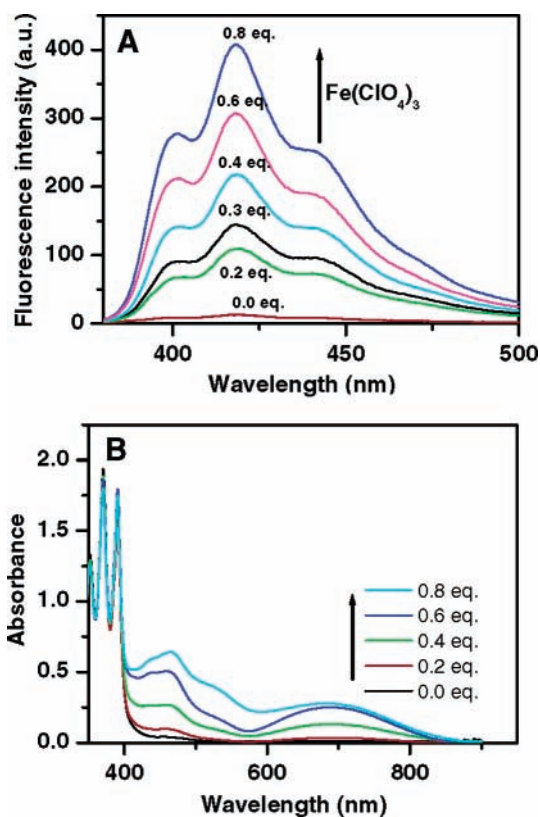 A
Fluorescence intensity (a.u.)
400
300
200
100
0
0.8 eq.
0.6 eq.
0.4 eq.
0.3 eq.
0.2 eq.
0.0 eq.
Fe(ClO₄)₃
400
450
500
Wavelength (nm)
B
Absorbance
2.0
1.5
1.0
0.5
0.0
0.8 eq.
0.6 eq.
0.4 eq.
0.2 eq.
0.0 eq.
400
600
800
Wavelength (nm)